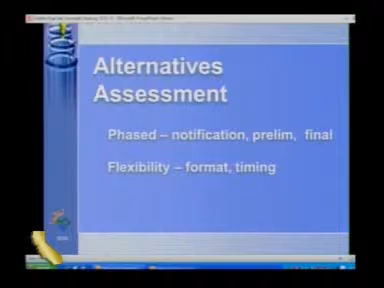 Alternatives
Assessment
Phased – notification, prelim, final
Flexibility – format, timing